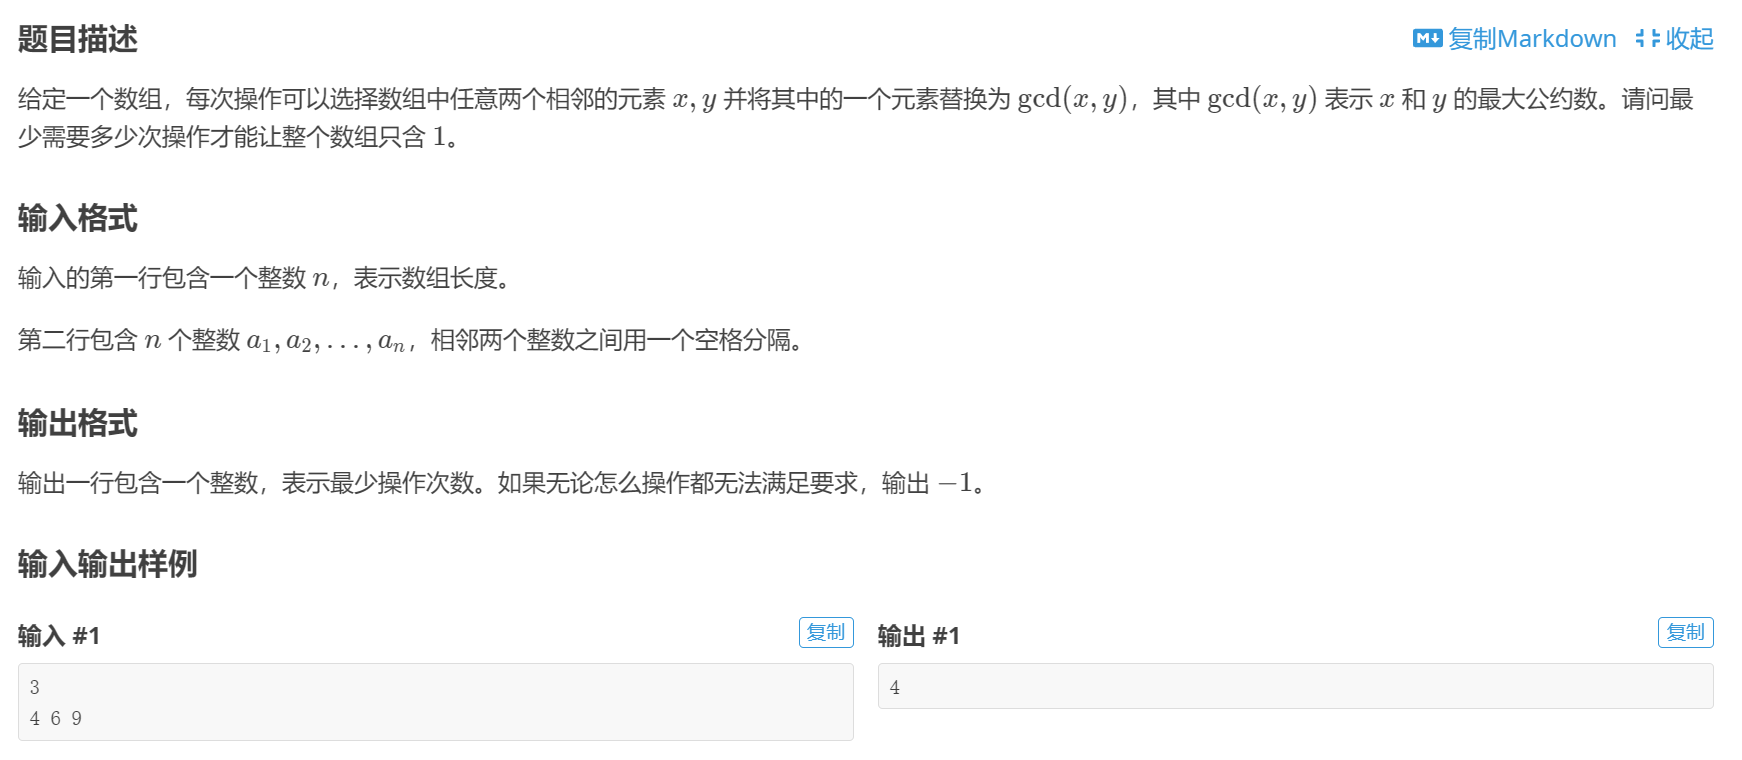 题目描述
复制Markdown 收起
给定一个数组，每次操作可以选择数组中任意两个相邻的元素 x, y 并将其中的一个元素替换为 gcd(x, y)，其中 gcd(x, y) 表示 x 和 y 的最大公约数。请问最
少需要多少次操作才能让整个数组只含 1。
输入格式
输入的第一行包含一个整数 n，表示数组长度。
第二行包含 n 个整数 a₁, a₂, . . . , aₙ，相邻两个整数之间用一个空格分隔。
输出格式
输出一行包含一个整数，表示最少操作次数。如果无论怎么操作都无法满足要求，输出 −1。
输入输出样例
输入 #1 复制 输出 #1 复制
3 4
4 6 9